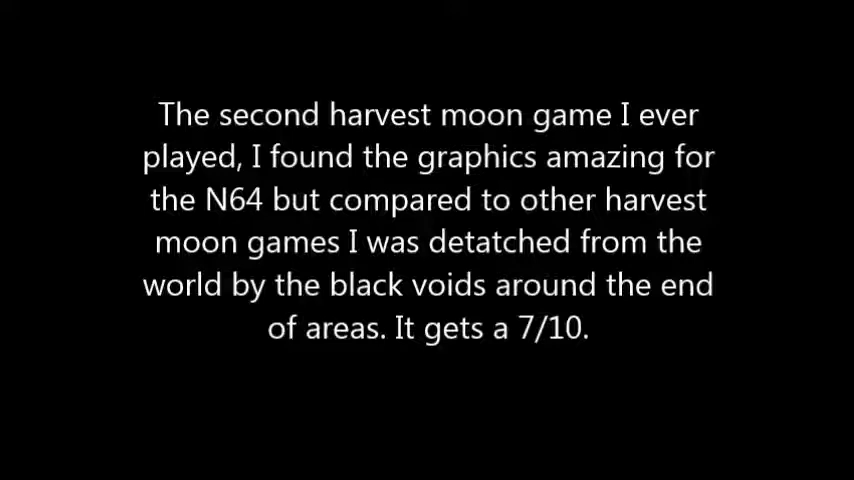 The second harvest moon game I ever
played, I found the graphics amazing for
the N64 but compared to other harvest
moon games I was detatched from the
world by the black voids around the end
of areas. It gets a 7/10.